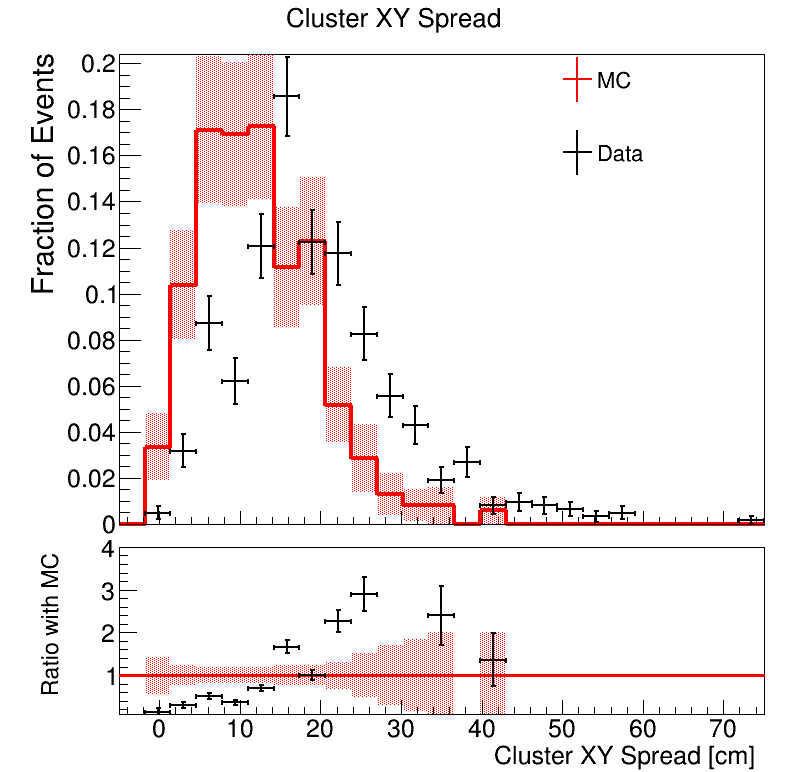 Cluster XY Spread
Fraction of Events
0.2
0.18
0.16
0.14
0.12
0.1
0.08
0.06
0.04
0.02
0
MC
Data
Ratio with MC
4
3
2
1
0 10 20 30 40 50 60 70
Cluster XY Spread [cm]